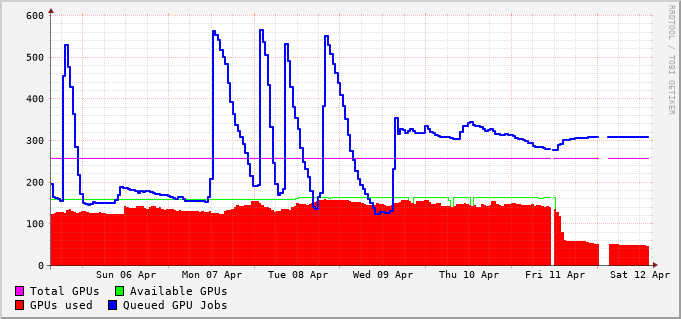 600
500
400
300
200
100
0
Sun 06 Apr Mon 07 Apr Tue 08 Apr Wed 09 Apr Thu 10 Apr Fri 11 Apr Sat 12 Apr
Total GPUs Available GPUs
GPUs used Queued GPU Jobs
RRDTOOL / TOBI OETIKER